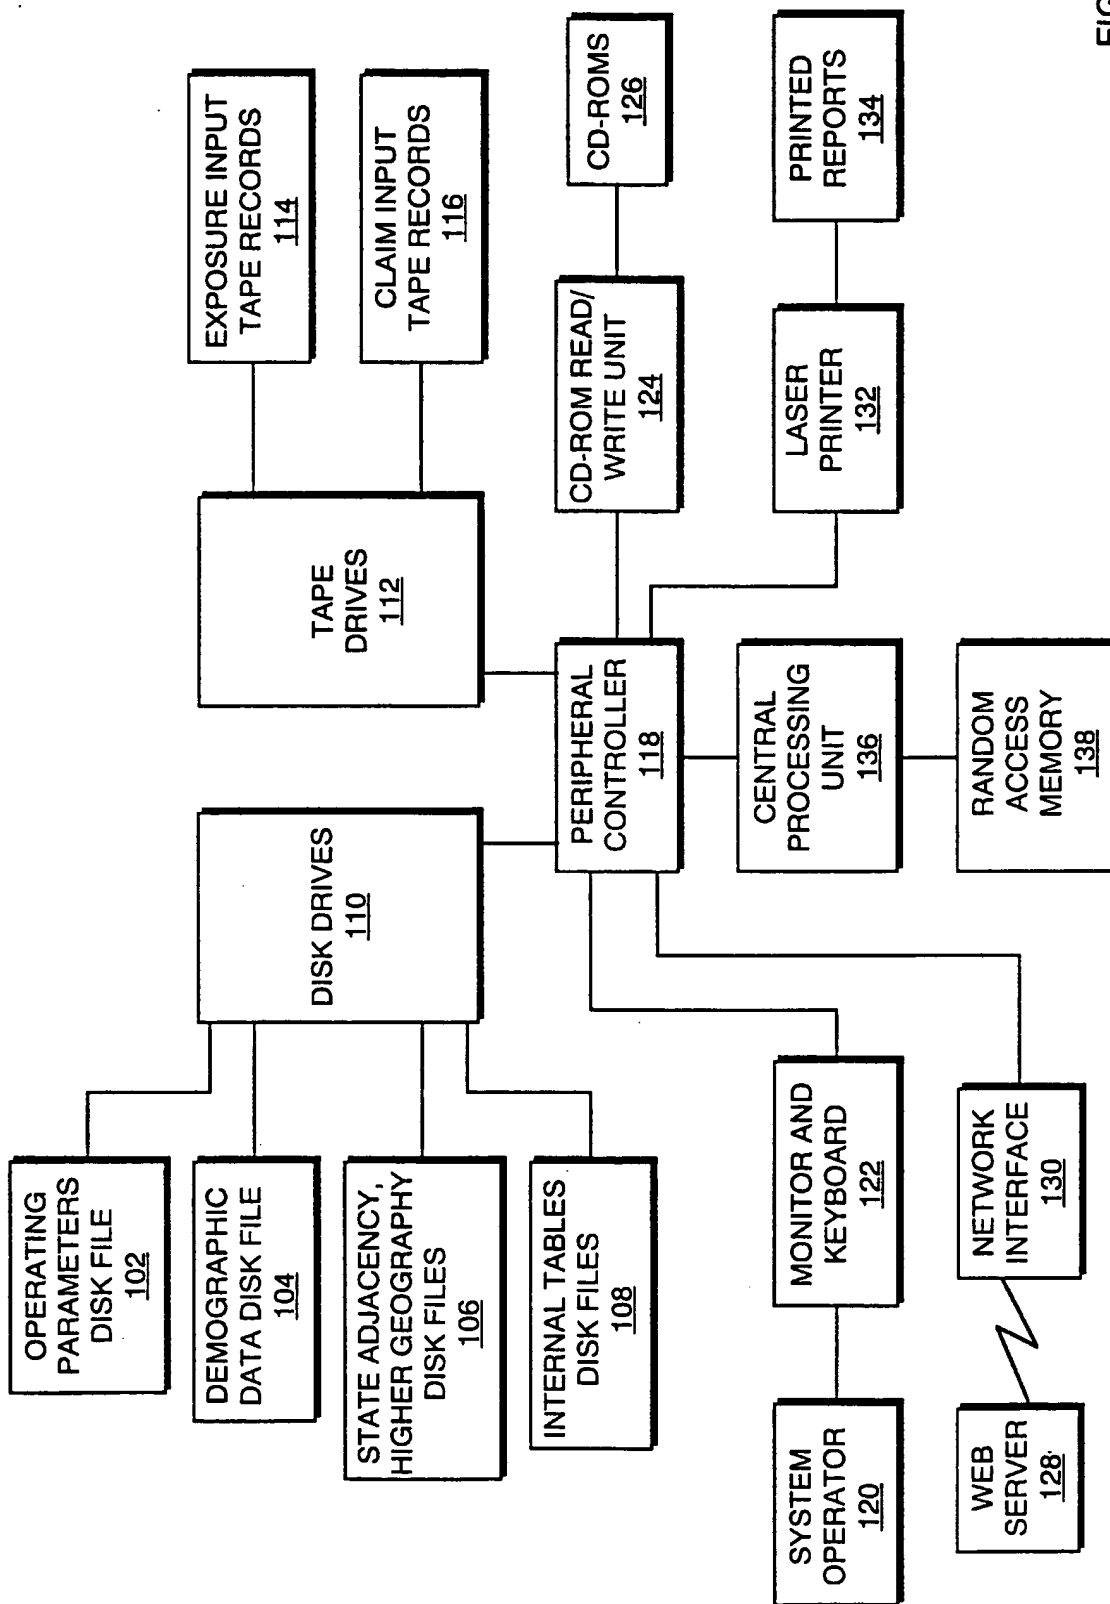 OPERATING
PARAMETERS
DISK FILE
102
DEMOGRAPHIC
DATA DISK FILE
104
STATE ADJACENCY,
HIGHER GEOGRAPHY
DISK FILES
106
INTERNAL TABLES
DISK FILES
108
DISK DRIVES
110
TAPE
DRIVES
112
EXPOSURE INPUT
TAPE RECORDS
114
CLAIM INPUT
TAPE RECORDS
116
PERIPHERAL
CONTROLLER
118
CD-ROM READ/
WRITE UNIT
124
CD-ROMS
126
SYSTEM
OPERATOR
120
MONITOR AND
KEYBOARD
122
CENTRAL
PROCESSING
UNIT
136
LASER
PRINTER
132
PRINTED
REPORTS
134
WEB
SERVER
128
NETWORK
INTERFACE
130
RANDOM
ACCESS
MEMORY
138
FIG